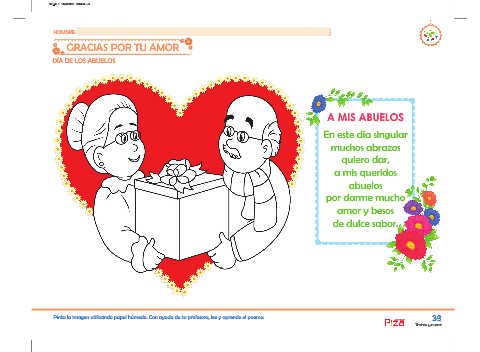 NOMBRE:
GRACIAS POR TU AMOR
DÍA DE LOS ABUELOS
A MIS ABUELOS
En este día singular
muchos abrazos
quiero dar,
a mis queridos
abuelos
por darme mucho
amor y besos
de dulce sabor.
Pinta la imagen utilizando papel húmedo. Con ayuda de tu profesora, lee y aprende el poema.
Piza
38